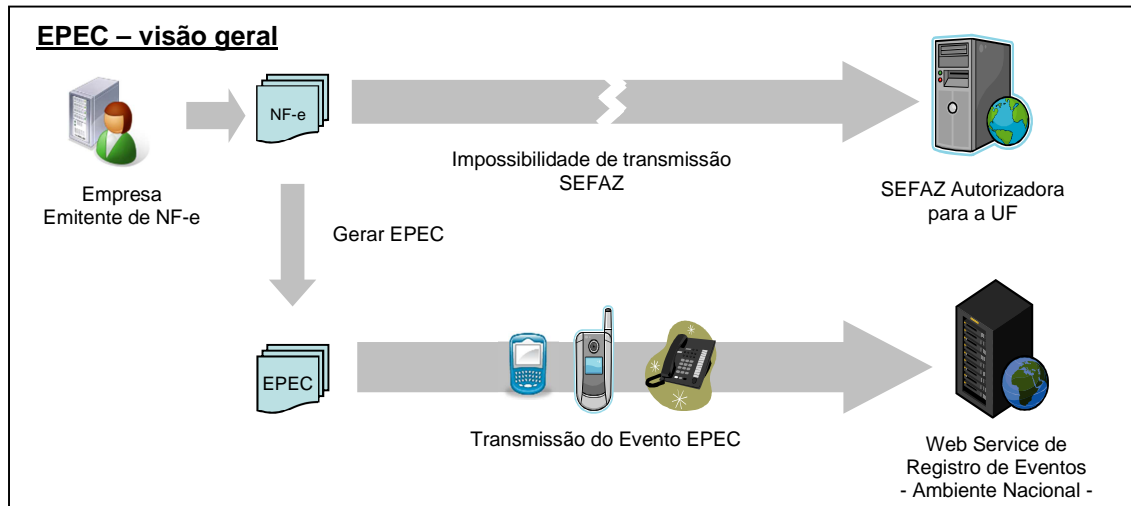 EPEC – visão geral
NF-e
Impossibilidade de transmissão
SEFAZ
Empresa
Emitente de NF-e
SEFAZ Autorizadora
para a UF
Gerar EPEC
EPEC
Transmissão do Evento EPEC
Web Service de
Registro de Eventos
- Ambiente Nacional -